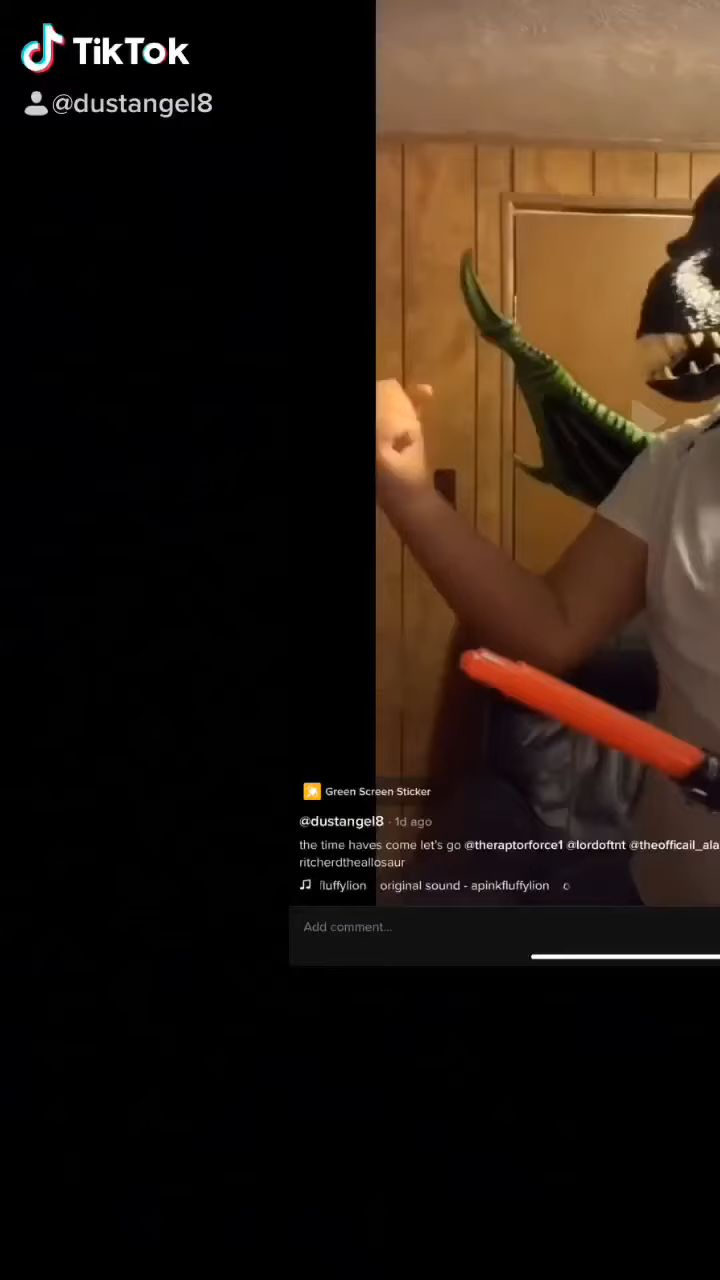 TikTok
@dustangel8
Green Screen Sticker
@dustangel8 · 1d ago
the time haves come let's go @theraptorforce1 @lordoftnt @theofficail_ala
ritcherdtheallosaur
fluffylion original sound - apinkfluffylion
Add comment...